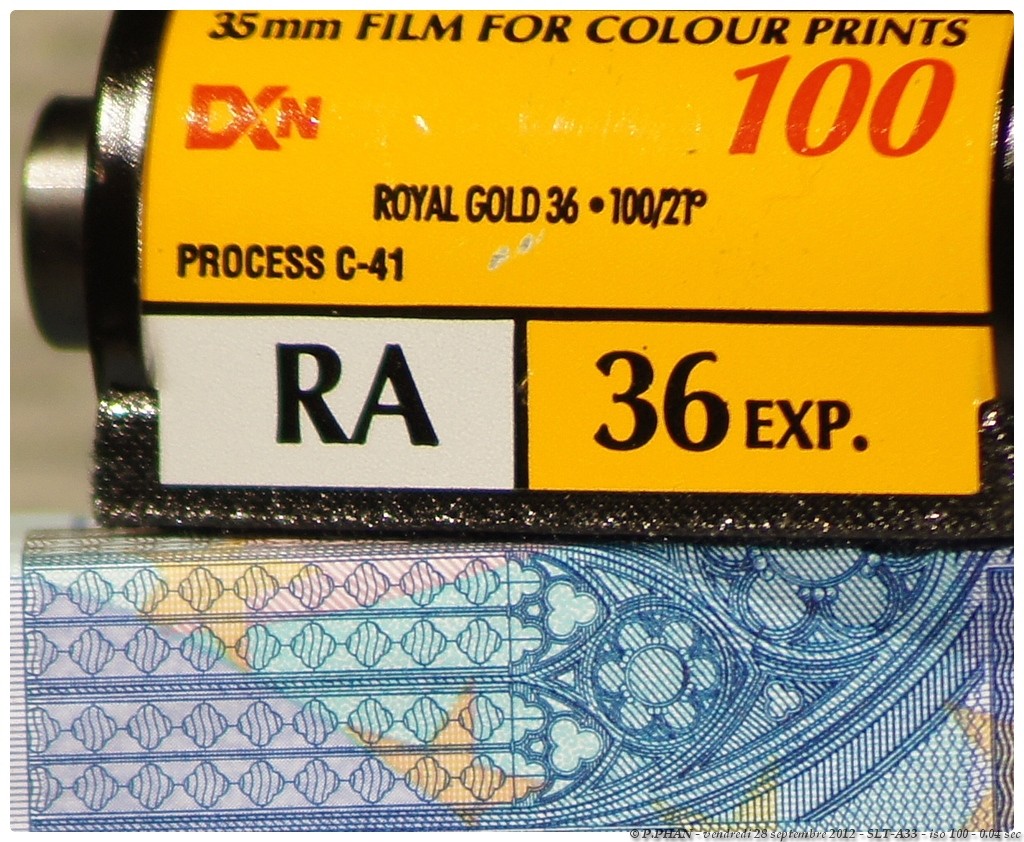 35mm FILM FOR COLOUR PRINTS
DXN 100
ROYAL GOLD 36 • 100/21°
PROCESS C-41
RA 36 EXP.
© P.PHAN - vendredi 28 septembre 2012 - SLT-A33 - iso 100 - 0.04 sec